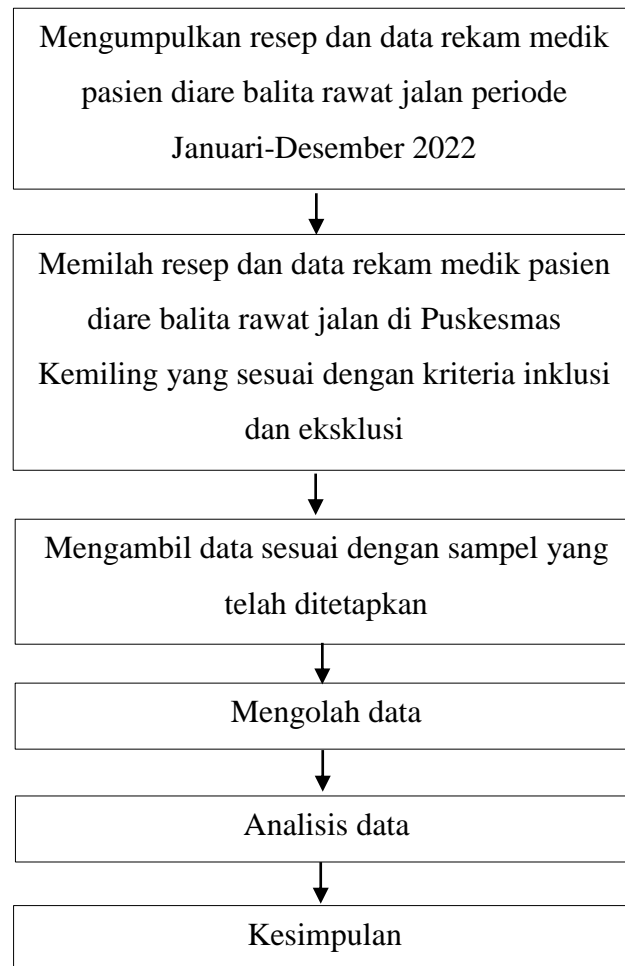 Mengumpulkan resep dan data rekam medik
pasien diare balita rawat jalan periode
Januari-Desember 2022
Memilah resep dan data rekam medik pasien
diare balita rawat jalan di Puskesmas
Kemiling yang sesuai dengan kriteria inklusi
dan eksklusi
Mengambil data sesuai dengan sampel yang
telah ditetapkan
Mengolah data
Analisis data
Kesimpulan